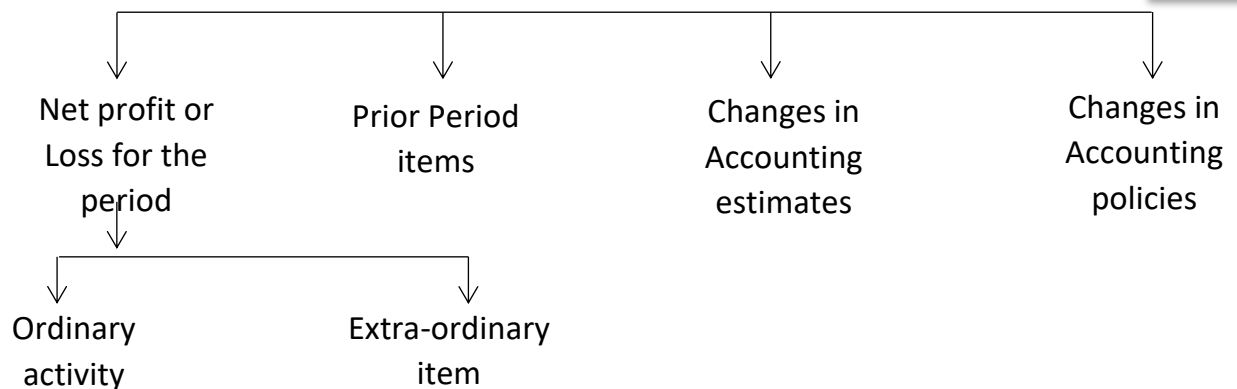 Net profit or
Loss for the
period
Prior Period
items
Changes in
Accounting
estimates
Changes in
Accounting
policies
Ordinary
activity
Extra-ordinary
item